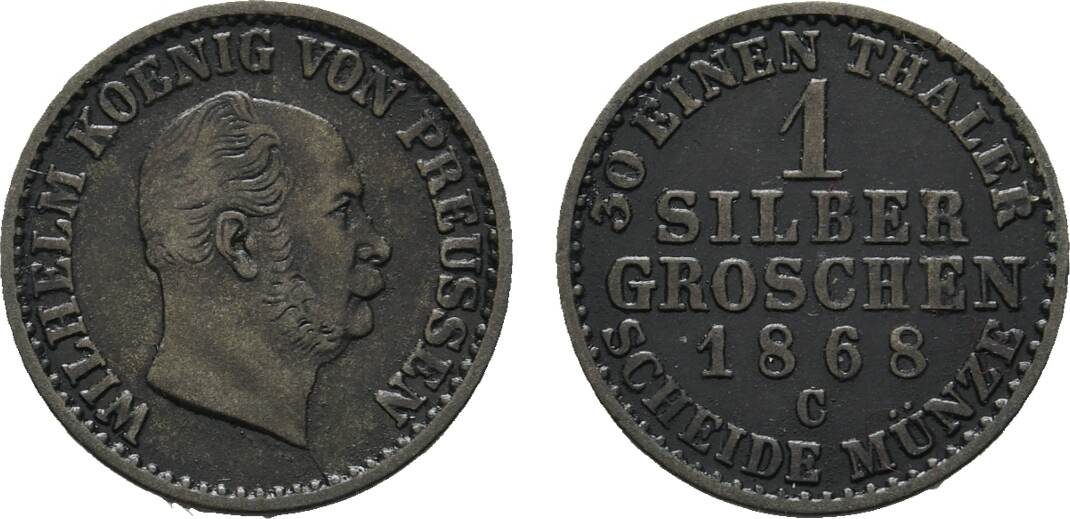 WILHELM KOENIG VON PREUSSEN
30 EINEN THALER
1
SILBER
GROSCHEN
1868
C
SCHEIDE MÜNZE